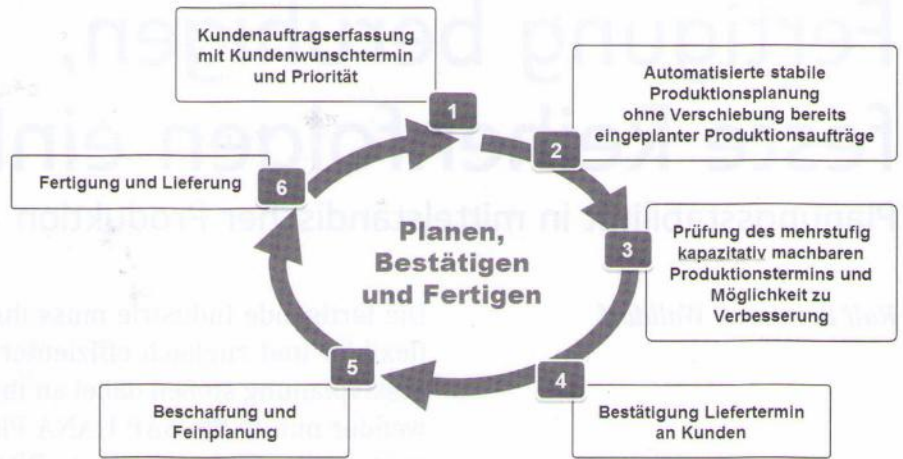 Kundenauftragserfassung
mit Kundenwunschtermin
und Priorität
1
Automatisierte stabile
Produktionsplanung
ohne Verschiebung bereits
eingeplanter Produktionsaufträge
2
Prüfung des mehrstufig
kapazitativ machbaren
Produktionstermins und
Möglichkeit zu
Verbesserung
3
Bestätigung Liefertermin
an Kunden
4
Beschaffung und
Feinplanung
5
Fertigung und Lieferung
6
Planen,
Bestätigen
und Fertigen